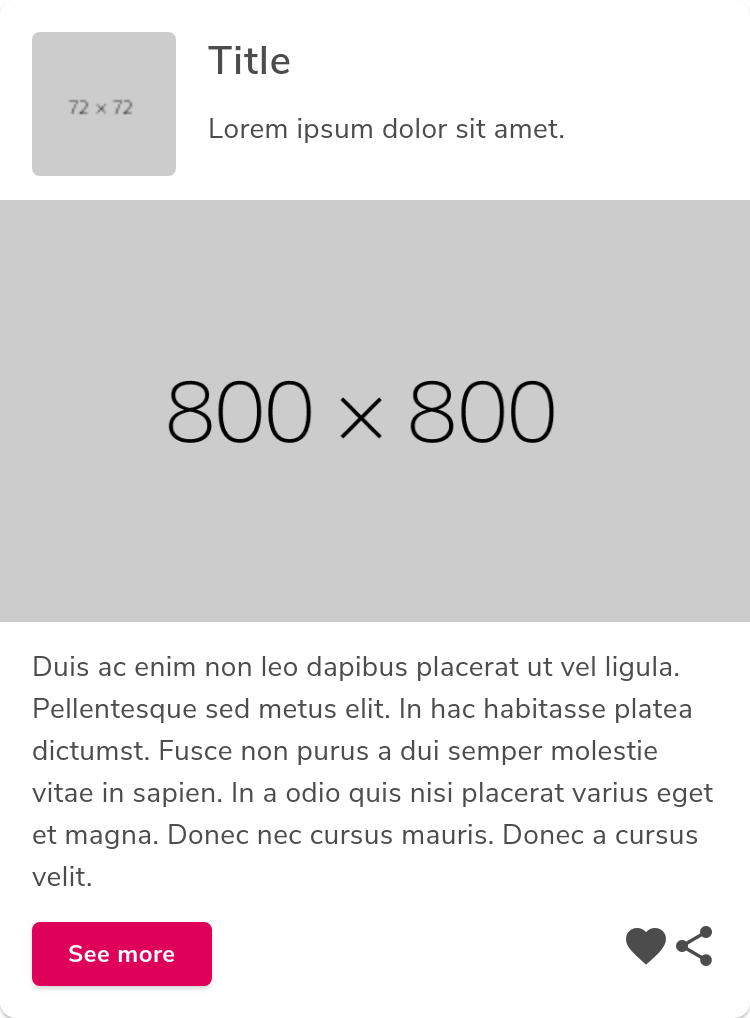 72 × 72
Title
Lorem ipsum dolor sit amet.
800 × 800
Duis ac enim non leo dapibus placerat ut vel ligula.
Pellentesque sed metus elit. In hac habitasse platea
dictumst. Fusce non purus a dui semper molestie
vitae in sapien. In a odio quis nisi placerat varius eget
et magna. Donec nec cursus mauris. Donec a cursus
velit.
See more